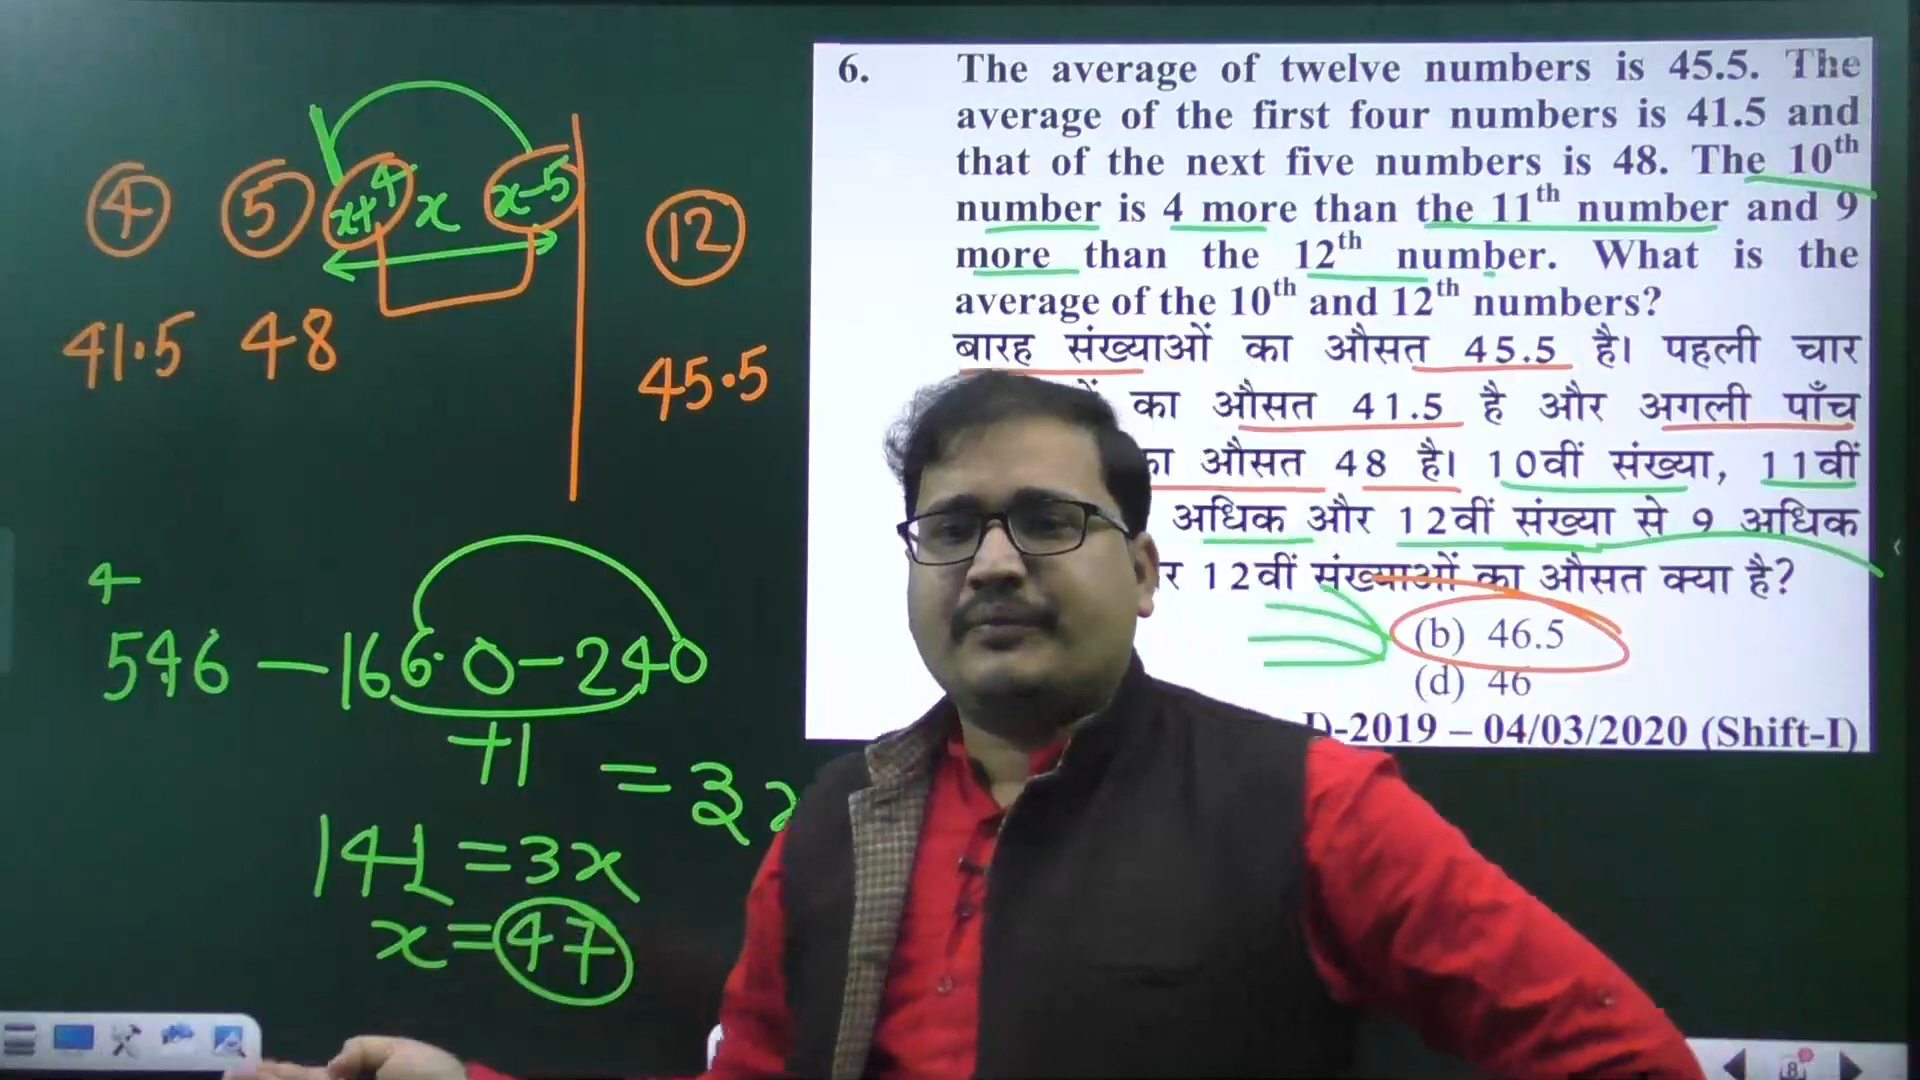 6. The average of twelve numbers is 45.5. The
average of the first four numbers is 41.5 and
that of the next five numbers is 48. The 10th
number is 4 more than the 11th number and 9
more than the 12th number. What is the
average of the 10th and 12th numbers?
बारह संख्याओं का औसत 45.5 है। पहली चार
का औसत 41.5 है और अगली पाँच
का औसत 48 है। 10वीं संख्या, 11वीं
अधिक और 12वीं संख्या से 9 अधिक
12वीं संख्याओं का औसत क्या है?
(b) 46.5
(d) 46
-2019 – 04/03/2020 (Shift-I)
4 5 x+4 x x-5 12
41.5 48 45.5
4
546 – 166.0 – 240
+1
= 3x
141 = 3x
x = 47
8